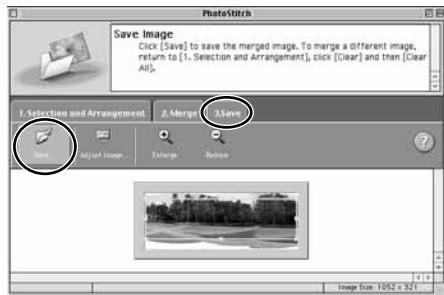 PhotoStitch
Save Image
Click [Save] to save the merged image. To merge a different image,
return to [1. Selection and Arrangement], click [Clear] and then [Clear
All].
1. Selection and Arrangement 2. Merge 3.Save
Save... Adjust Image... Enlarge Reduce
Image Size: 1052 x 321